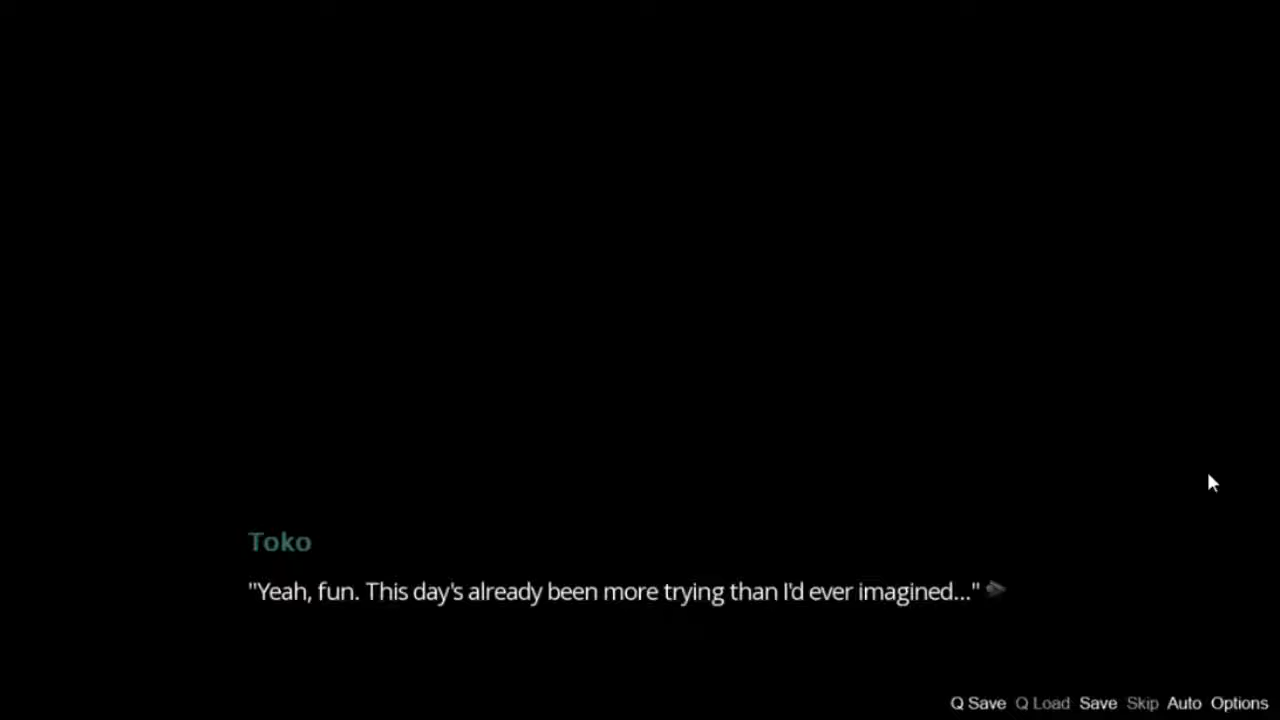 Toko
"Yeah, fun. This day's already been more trying than I'd ever imagined..."
Q Save Q Load Save Skip Auto Options